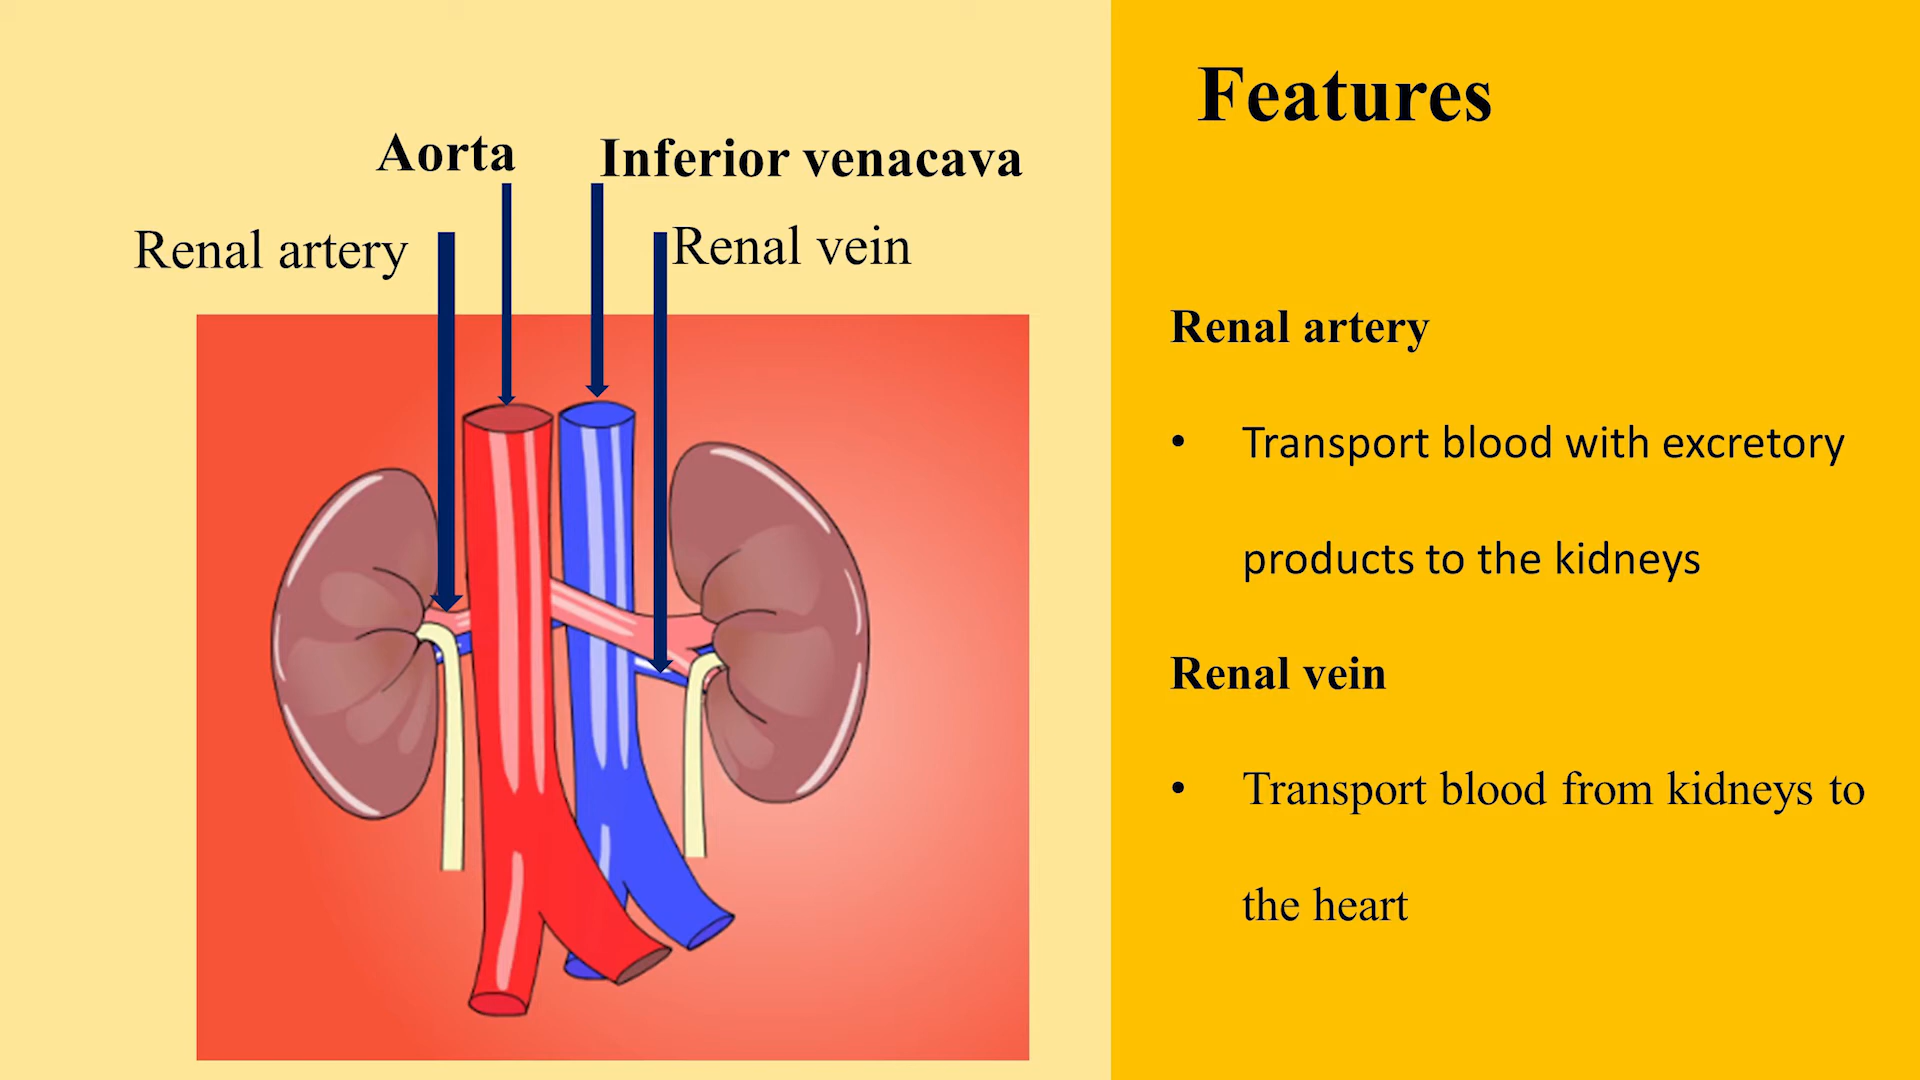 Aorta
Inferior venacava
Renal artery
Renal vein
Features
Renal artery
• Transport blood with excretory
products to the kidneys
Renal vein
• Transport blood from kidneys to
the heart